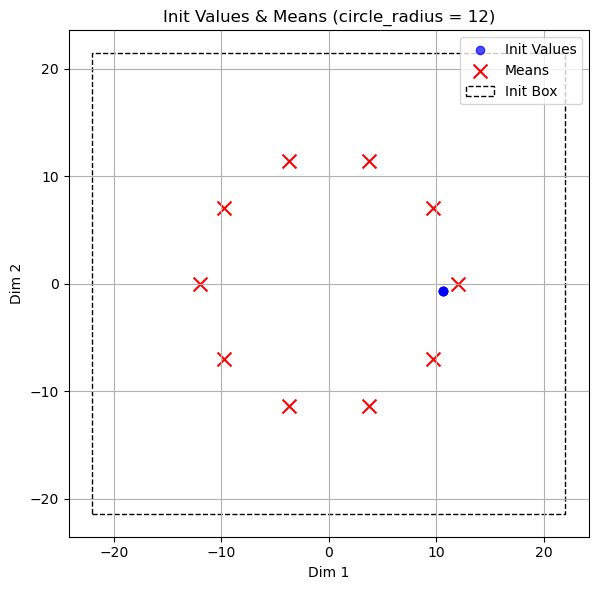 Init Values & Means (circle_radius = 12)
Init Values
Means
Init Box
Dim 2
20
10
0
−10
−20
−20
−10
0
10
20
Dim 1